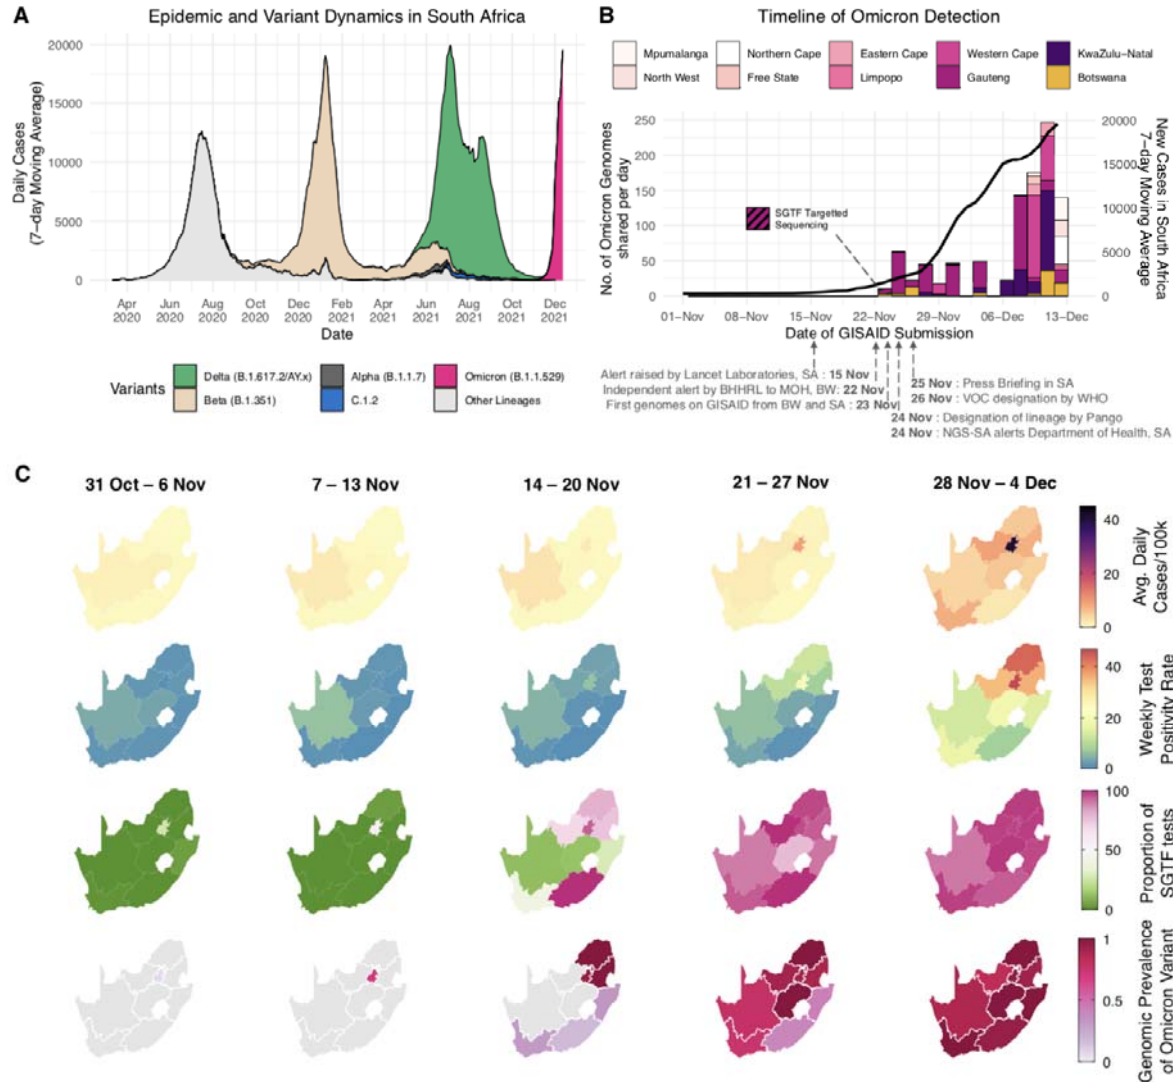 A
Epidemic and Variant Dynamics in South Africa
Daily Cases
(7−day Moving Average)
20000
15000
10000
5000
0
Apr
2020
Jun
2020
Aug
2020
Oct
2020
Dec
2020
Feb
2021
Apr
2021
Jun
2021
Aug
2021
Oct
2021
Dec
2021
Date
Variants
Delta (B.1.617.2/AY.x)
Alpha (B.1.1.7)
Omicron (B.1.1.529)
Beta (B.1.351)
C.1.2
Other Lineages
B
Timeline of Omicron Detection
Mpumalanga
Northern Cape
Eastern Cape
Western Cape
KwaZulu−Natal
North West
Free State
Limpopo
Gauteng
Botswana
No. of Omicron Genomes
shared per day
250
200
150
100
50
0
SGTF Targetted
Sequencing
20000
15000
10000
5000
0
New Cases in South Africa
7−day Moving Average
01−Nov
08−Nov
15−Nov
22−Nov
29−Nov
06−Dec
13−Dec
Date of GISAID Submission
Alert raised by Lancet Laboratories, SA : 15 Nov
Independent alert by BHHRL to MOH, BW: 22 Nov
First genomes on GISAID from BW and SA : 23 Nov
25 Nov : Press Briefing in SA
26 Nov : VOC designation by WHO
24 Nov : Designation of lineage by Pango
24 Nov : NGS-SA alerts Department of Health, SA
C
31 Oct – 6 Nov
7 – 13 Nov
14 – 20 Nov
21 – 27 Nov
28 Nov – 4 Dec
40
20
0
Avg. Daily
Cases/100k
40
20
0
Weekly Test
Positivity Rate
100
50
0
Proportion of
SGTF tests
1
0.5
0
Genomic Prevalence
of Omicron Variant